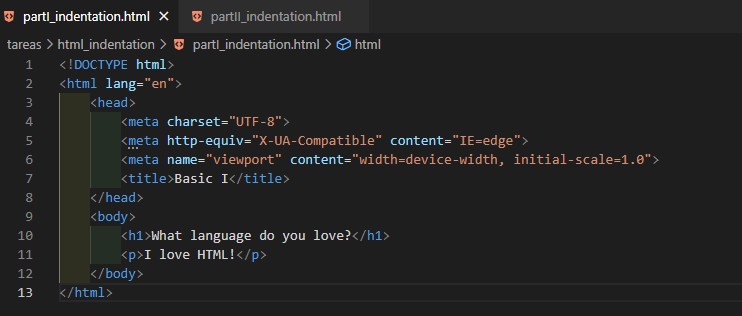 partI_indentation.html × partII_indentation.html
tareas > html_indentation > partI_indentation.html > html
1 <!DOCTYPE html>
2 <html lang="en">
3     <head>
4         <meta charset="UTF-8">
5         <meta http-equiv="X-UA-Compatible" content="IE=edge">
6         <meta name="viewport" content="width=device-width, initial-scale=1.0">
7         <title>Basic I</title>
8     </head>
9     <body>
10         <h1>What language do you love?</h1>
11         <p>I love HTML!</p>
12     </body>
13 </html>